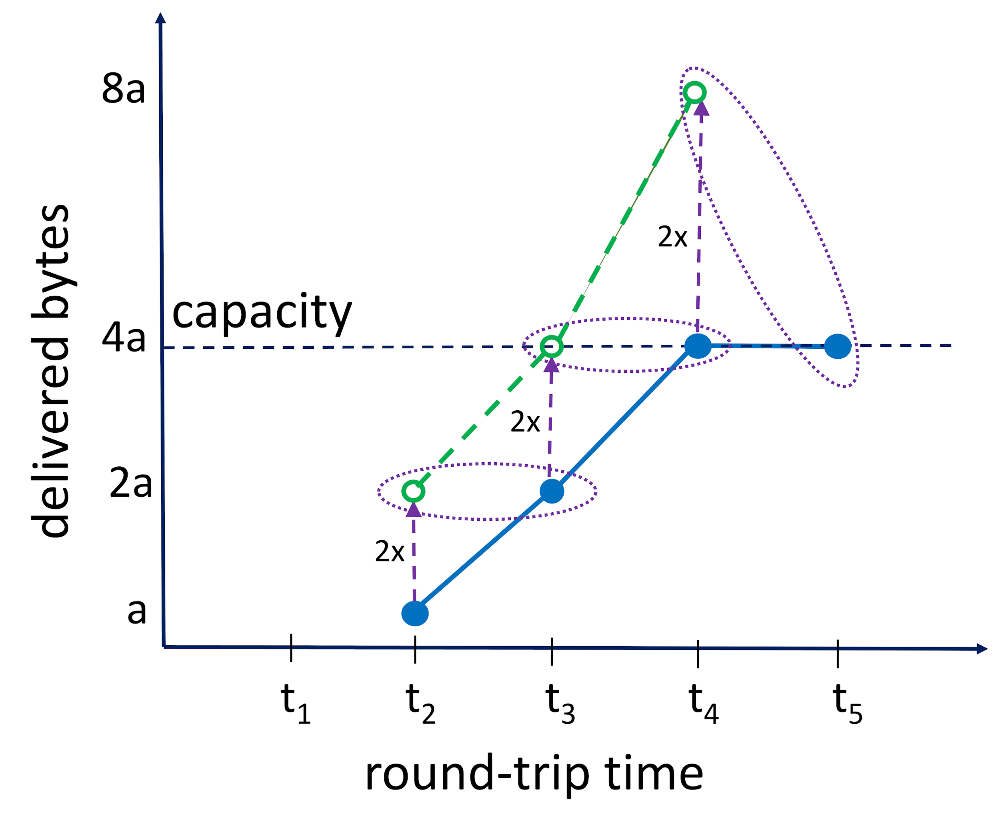 delivered bytes
8a
2x
capacity
4a
2x
2a
2x
a
t₁
t₂
t₃
t₄
t₅
round-trip time